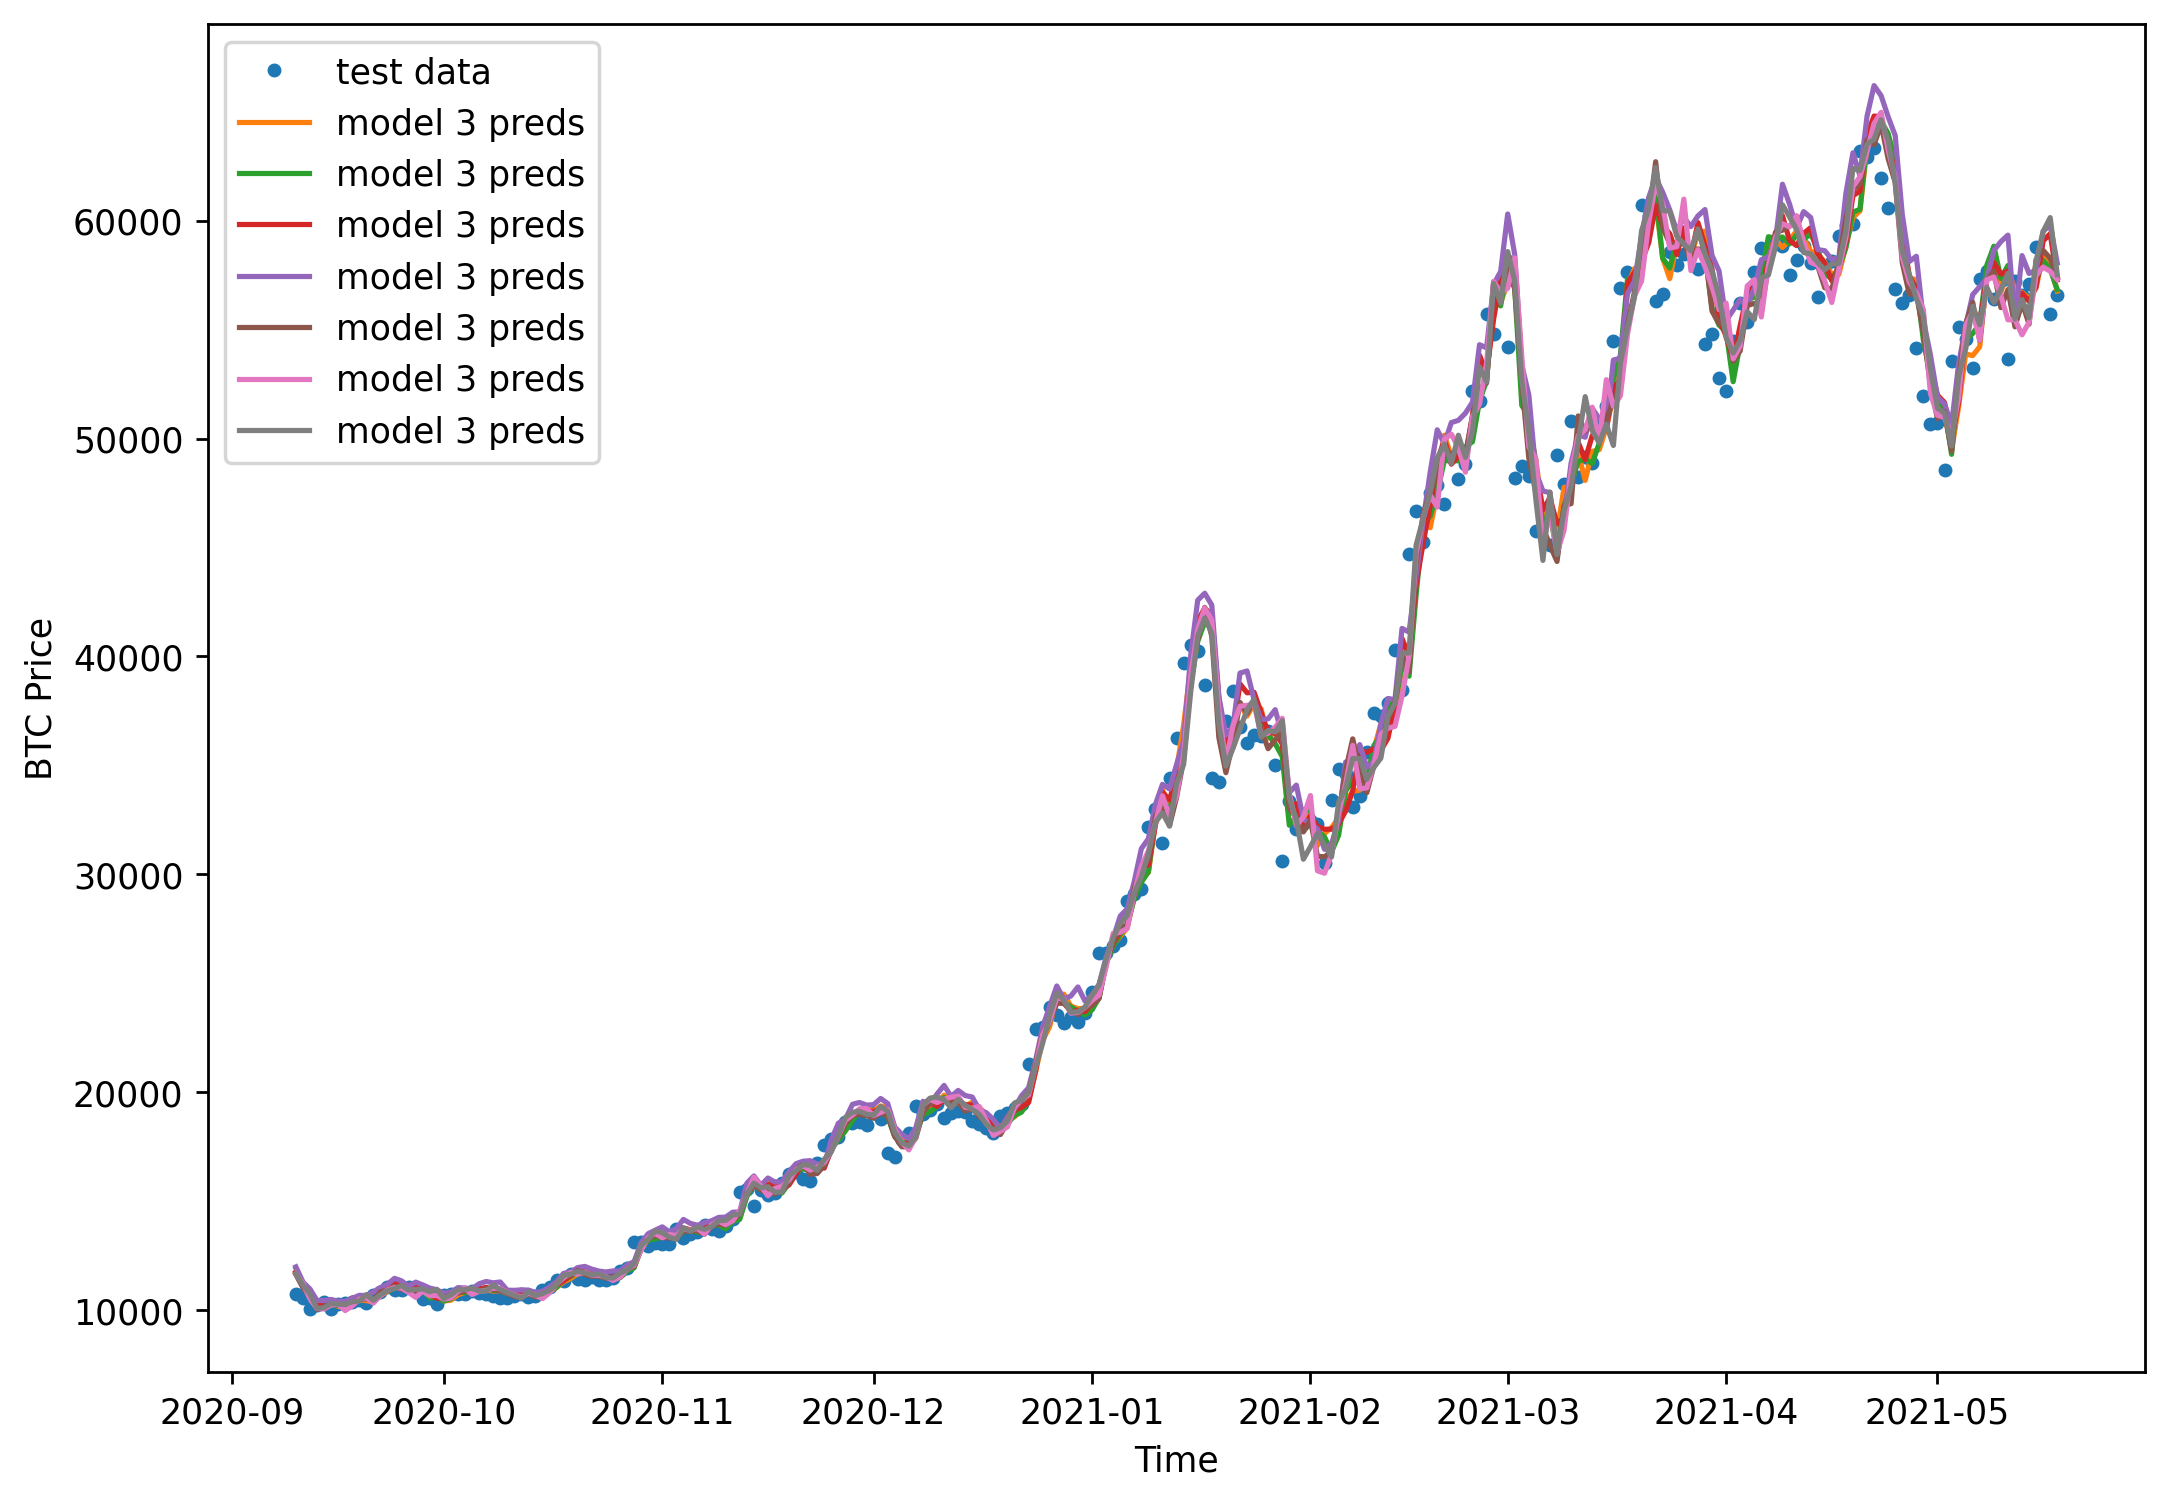 test data
model 3 preds
model 3 preds
model 3 preds
model 3 preds
model 3 preds
model 3 preds
model 3 preds
BTC Price
60000
50000
40000
30000
20000
10000
2020-09
2020-10
2020-11
2020-12
2021-01
2021-02
2021-03
2021-04
2021-05
Time